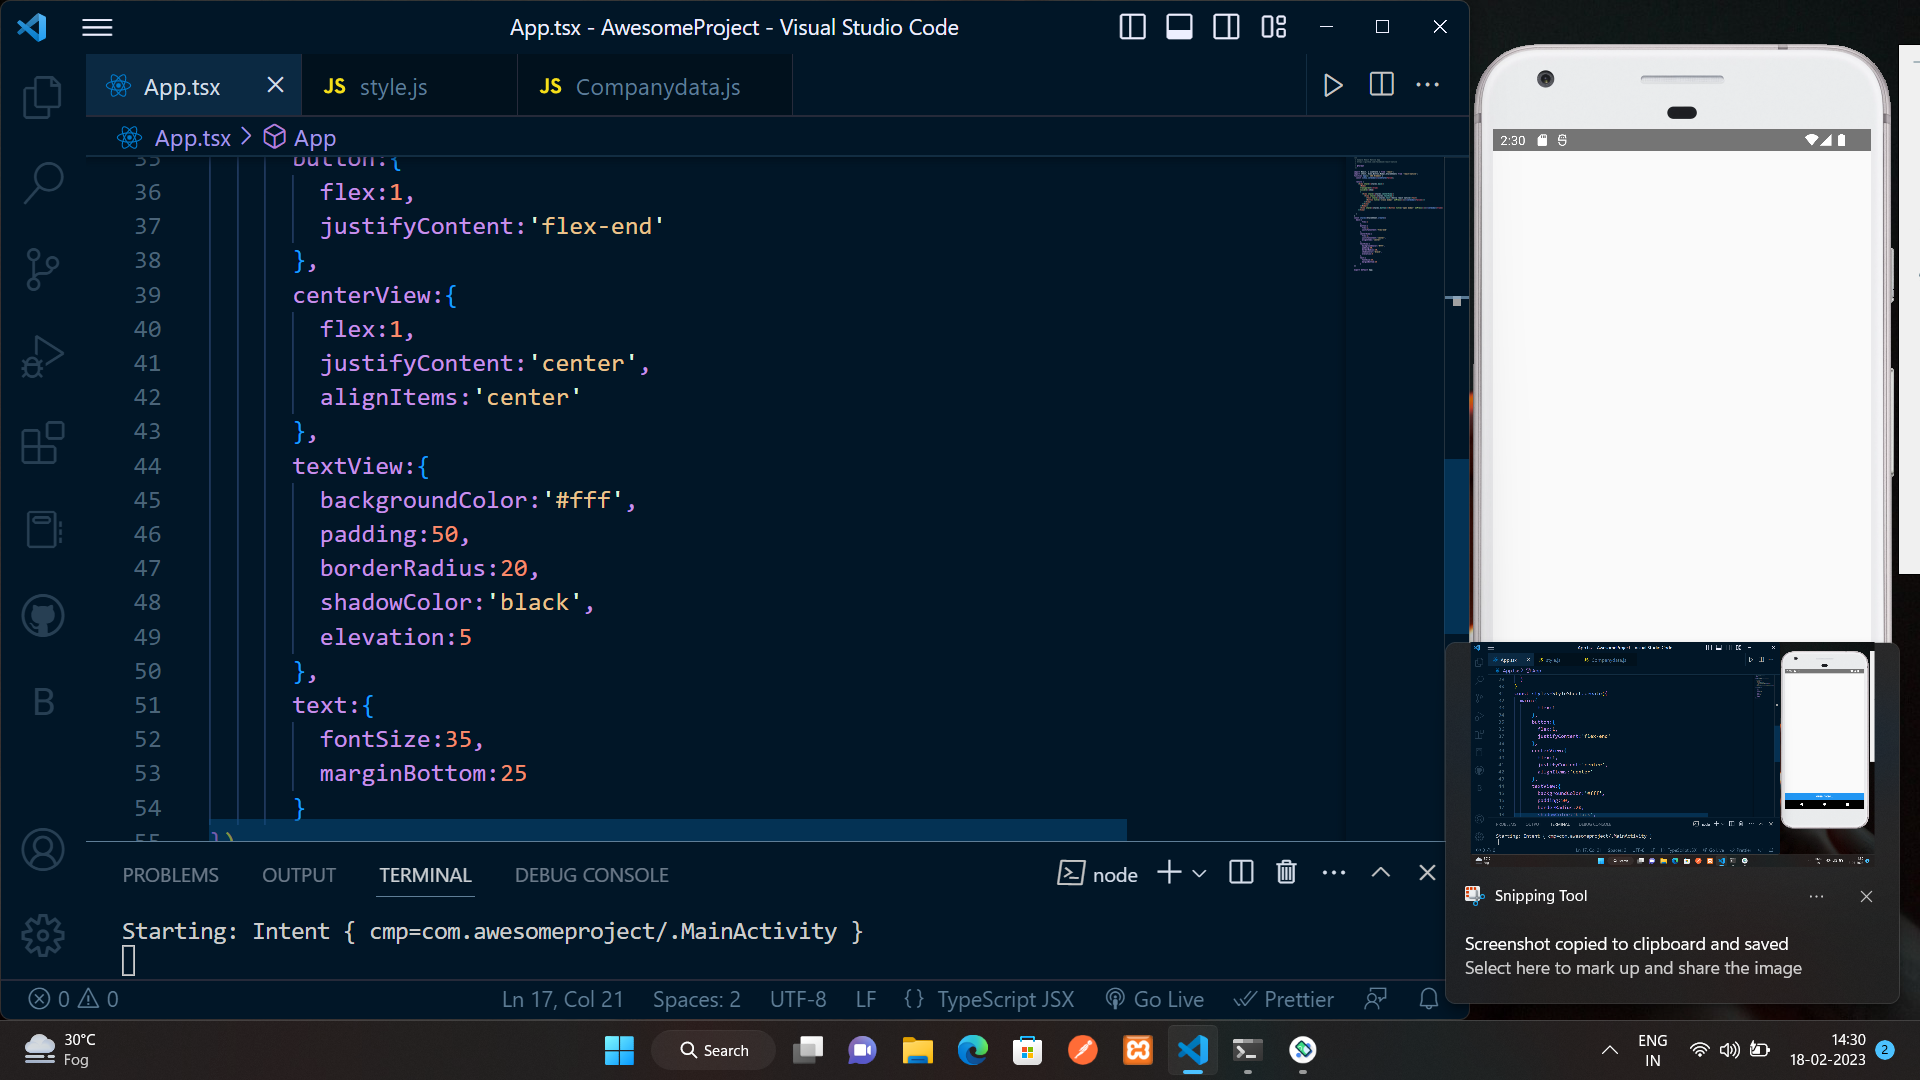 App.tsx - AwesomeProject - Visual Studio Code
App.tsx
JS style.js
JS Companydata.js
App.tsx > App
35 button:{
36 flex:1,
37 justifyContent:'flex-end'
38 },
39 centerView:{
40 flex:1,
41 justifyContent:'center',
42 alignItems:'center'
43 },
44 textView:{
45 backgroundColor:'#fff',
46 padding:50,
47 borderRadius:20,
48 shadowColor:'black',
49 elevation:5
50 },
51 text:{
52 fontSize:35,
53 marginBottom:25
54 }
55 })
B
PROBLEMS OUTPUT TERMINAL DEBUG CONSOLE
node
Starting: Intent { cmp=com.awesomeproject/.MainActivity }
0 0
Ln 17, Col 21 Spaces: 2 UTF-8 LF {} TypeScript JSX Go Live Prettier
2:30
Snipping Tool
Screenshot copied to clipboard and saved
Select here to mark up and share the image
30°C
Fog
Search
ENG
IN
14:30
18-02-2023
2